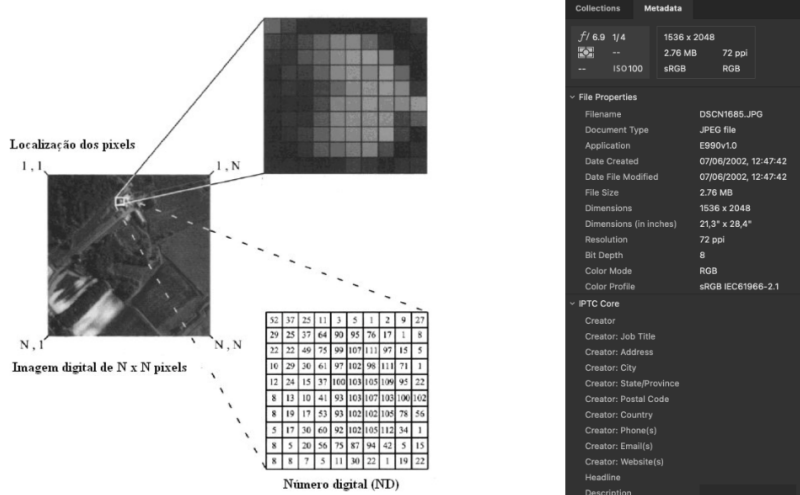 Localização dos pixels
1 , 1
1 , N
N, 1
N, N
Imagem digital de N x N pixels
52 37 25 11 3 5 1 2 9 27
29 25 37 64 90 95 76 17 1 8
22 22 49 75 99 107 111 97 15 5
10 29 30 61 97 102 98 111 71 1
12 24 15 37 100 103 105 109 95 22
8 13 10 41 93 103 107 103 100 102
8 19 17 53 93 102 102 105 78 56
5 17 30 60 92 102 105 112 34 1
8 5 20 56 75 87 94 42 5 15
8 8 7 5 11 30 22 1 19 22
Número digital (ND)
Collections Metadata
f/ 6.9 1/4
--
-- ISO100
1536 x 2048
2.76 MB 72 ppi
sRGB RGB
File Properties
Filename DSCN1685.JPG
Document Type JPEG file
Application E990v1.0
Date Created 07/06/2002, 12:47:42
Date File Modified 07/06/2002, 12:47:42
File Size 2.76 MB
Dimensions 1536 x 2048
Dimensions (in inches) 21,3" x 28,4"
Resolution 72 ppi
Bit Depth 8
Color Mode RGB
Color Profile sRGB IEC61966-2.1
IPTC Core
Creator
Creator: Job Title
Creator: Address
Creator: City
Creator: State/Province
Creator: Postal Code
Creator: Country
Creator: Phone(s)
Creator: Email(s)
Creator: Website(s)
Headline
Description